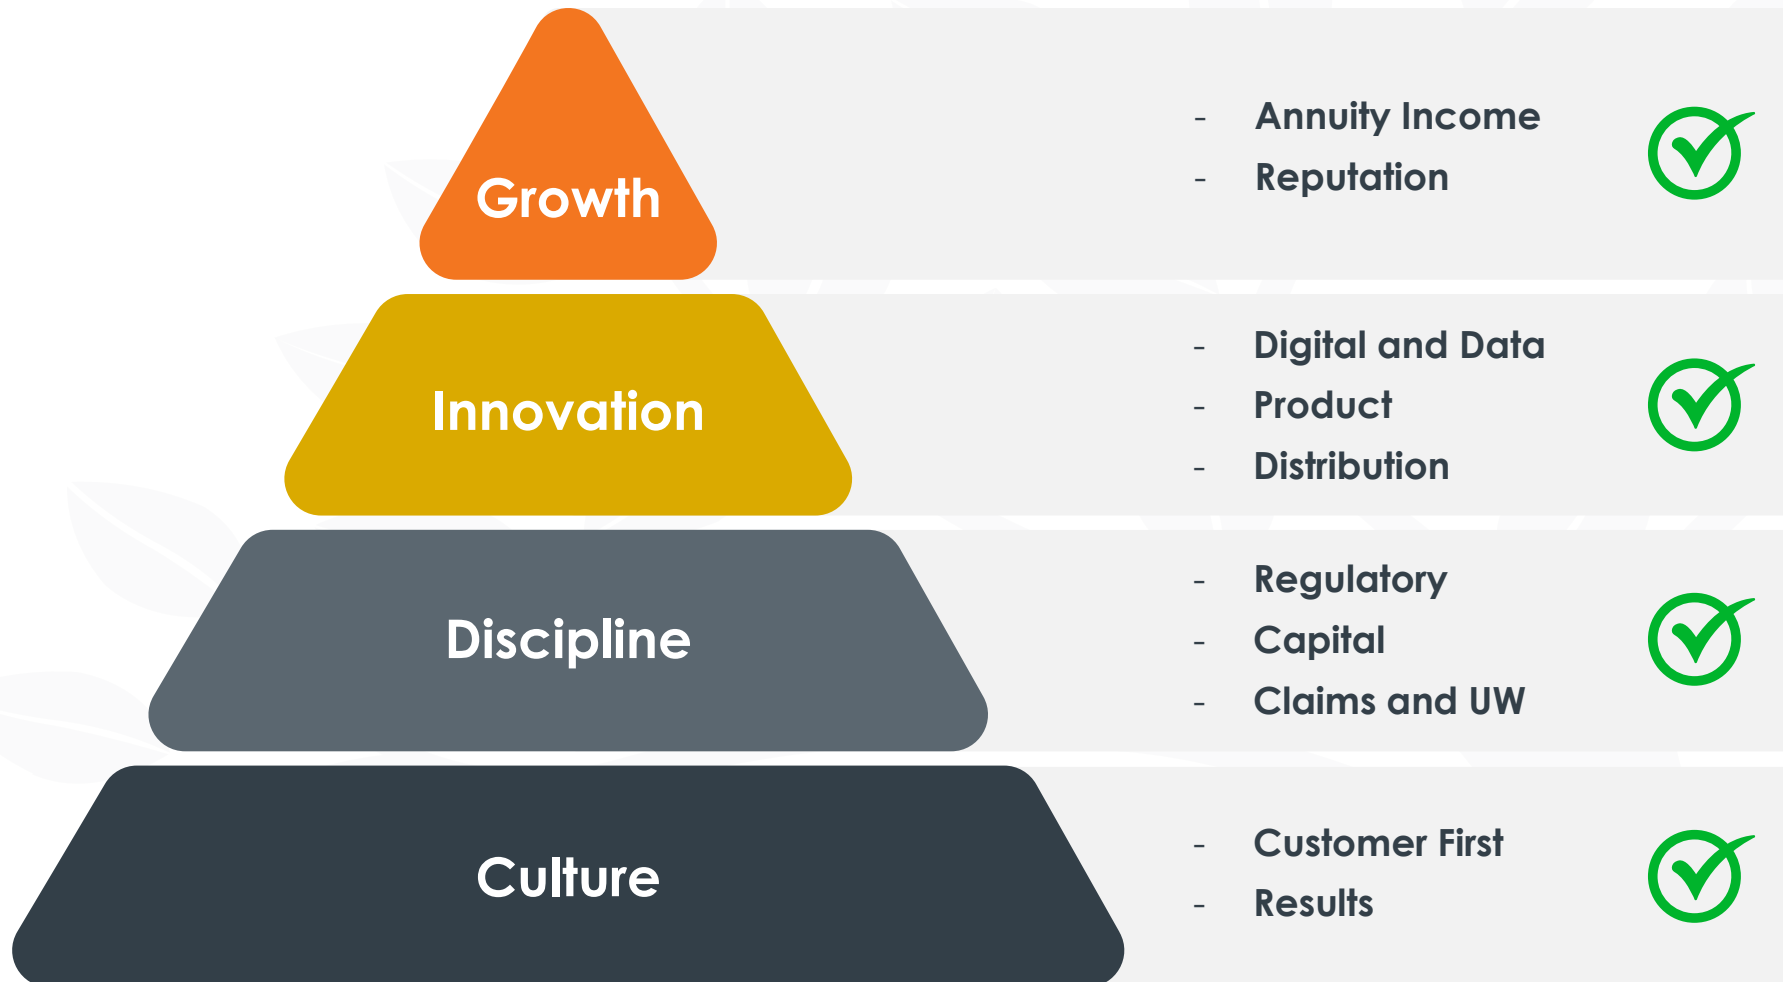 Growth
- Annuity Income
- Reputation
Innovation
- Digital and Data
- Product
- Distribution
Discipline
- Regulatory
- Capital
- Claims and UW
Culture
- Customer First
- Results